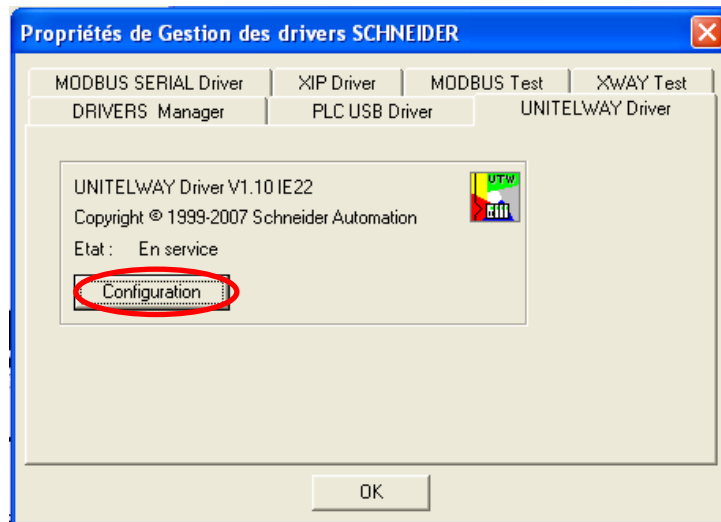 Propriétés de Gestion des drivers SCHNEIDER
MODBUS SERIAL Driver XIP Driver MODBUS Test XWAY Test
DRIVERS Manager PLC USB Driver UNITELWAY Driver
UNITELWAY Driver V1.10 IE22
UTW
Copyright © 1999-2007 Schneider Automation
Etat : En service
Configuration
OK